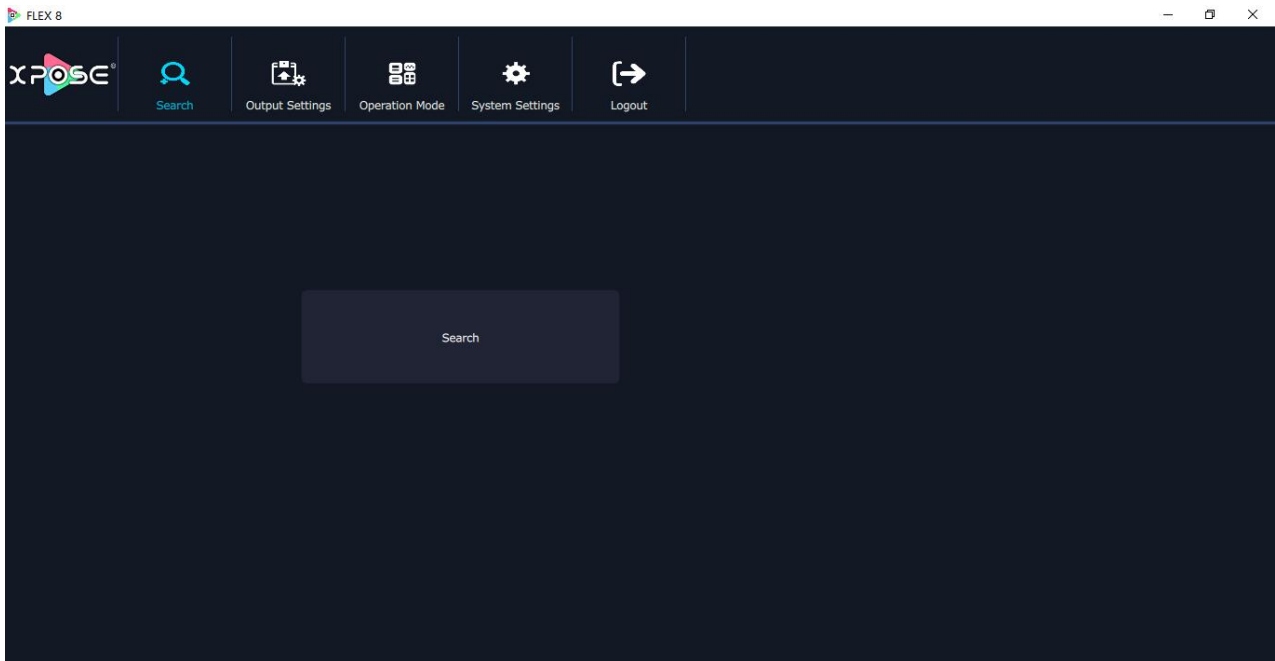 FLEX 8
XPOSE®
Search
Output Settings
Operation Mode
System Settings
Logout
Search